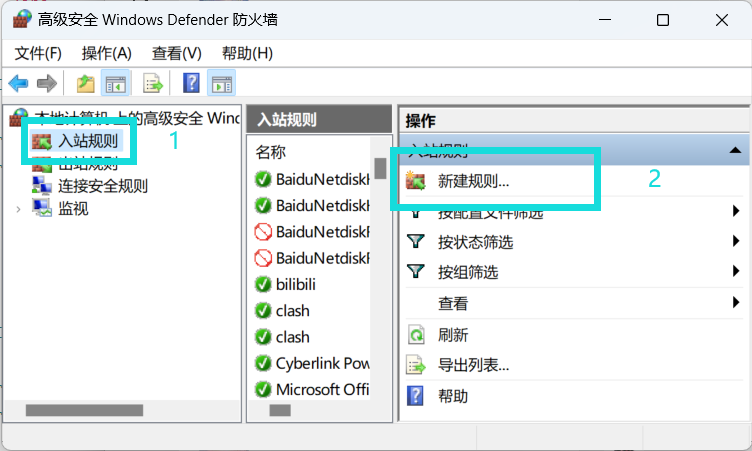 高级安全 Windows Defender 防火墙
文件(F) 操作(A) 查看(V) 帮助(H)
本地计算机上的高级安全 Wind
入站规则
1
出站规则
连接安全规则
监视
入站规则
名称
BaiduNetdisk
BaiduNetdisk
BaiduNetdisk
BaiduNetdisk
bilibili
clash
clash
Cyberlink Pow
Microsoft Offi
操作
入站规则
新建规则...
2
按配置文件筛选
按状态筛选
按组筛选
查看
刷新
导出列表...
帮助